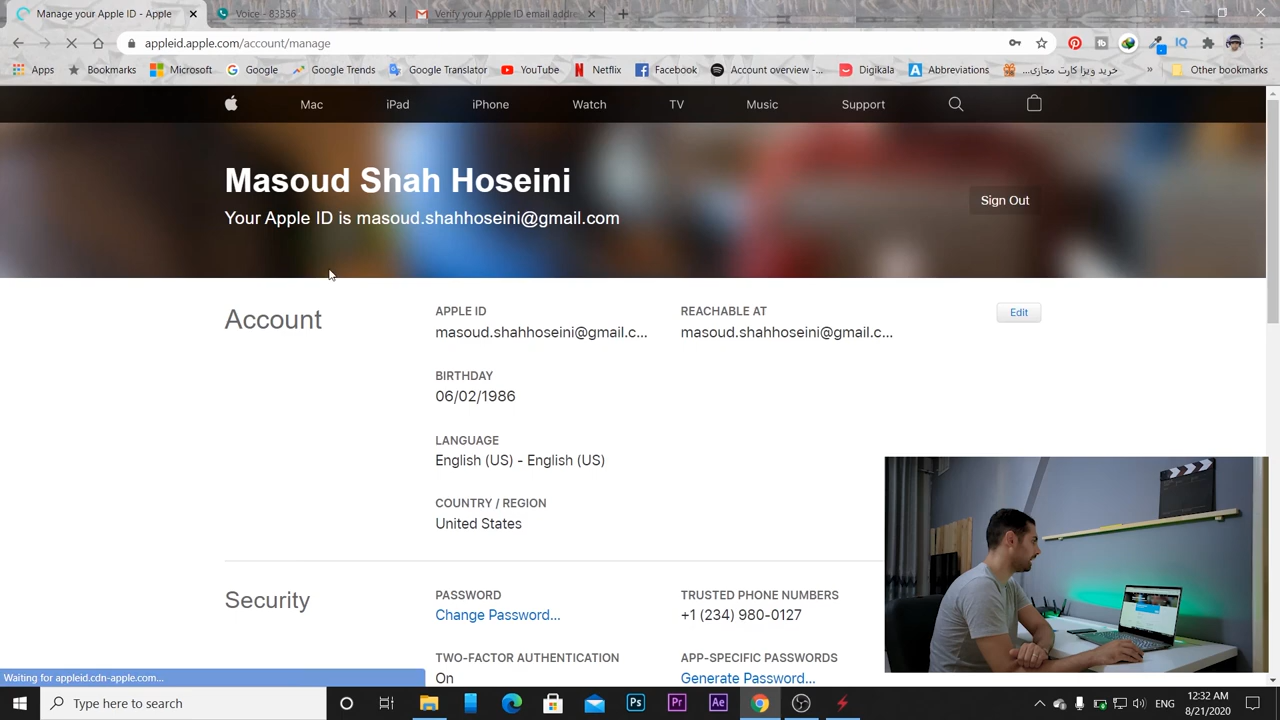 Manage your Apple ID - Apple
Voice - 83356
Verify your Apple ID email addre
appleid.apple.com/account/manage
Apps
Bookmarks
Microsoft
Google
Google Trends
Google Translator
YouTube
Netflix
Facebook
Account overview -...
Digikala
Abbreviations
خرید ویزا کارت مجازی...
»
Other bookmarks
Mac
iPad
iPhone
Watch
TV
Music
Support
Masoud Shah Hoseini
Your Apple ID is masoud.shahhoseini@gmail.com
Sign Out
Account
APPLE ID
masoud.shahhoseini@gmail.c...
REACHABLE AT
masoud.shahhoseini@gmail.c...
Edit
BIRTHDAY
06/02/1986
LANGUAGE
English (US) - English (US)
COUNTRY / REGION
United States
Security
PASSWORD
Change Password...
TRUSTED PHONE NUMBERS
+1 (234) 980-0127
TWO-FACTOR AUTHENTICATION
On
APP-SPECIFIC PASSWORDS
Generate Password...
Waiting for appleid.cdn-apple.com...
Type here to search
Ps
Pr
Ae
ENG
12:32 AM
8/21/2020